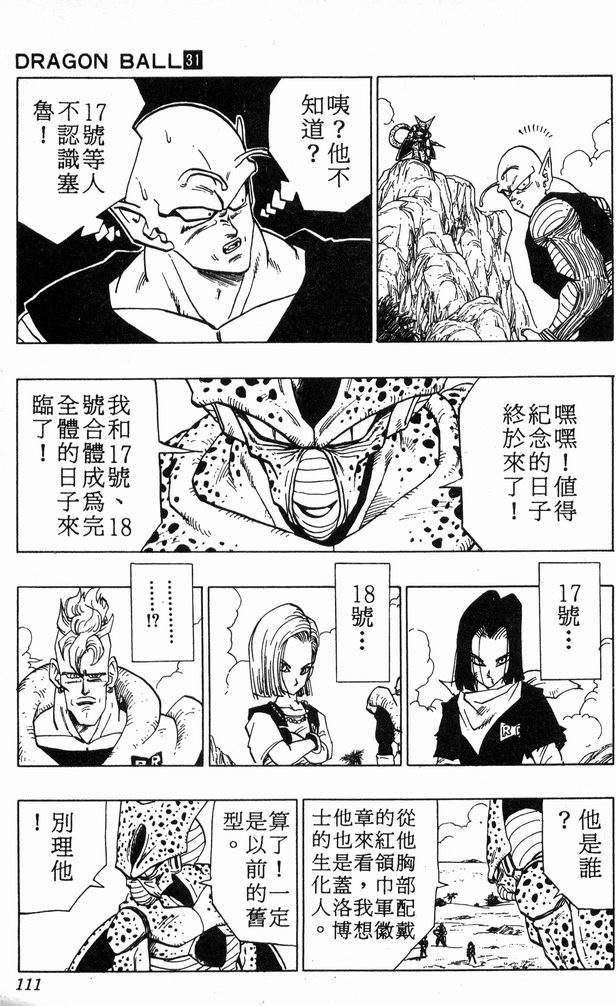 DRAGON BALL 31
咦？他不
知道？
17號等人
不認識塞
魯！
嘿嘿！值得
紀念的日子
終於來了！
我和17號、18
號合體成為完
全體的日子來
臨了！
17號…
18號…
………!?
他是誰
?
從他胸部配戴
的紅領巾軍徽
章來看，我想
他也是蓋洛博
士的生化人。
算了！一定
是以前的舊
型。
別理他
！
R
R
R
111